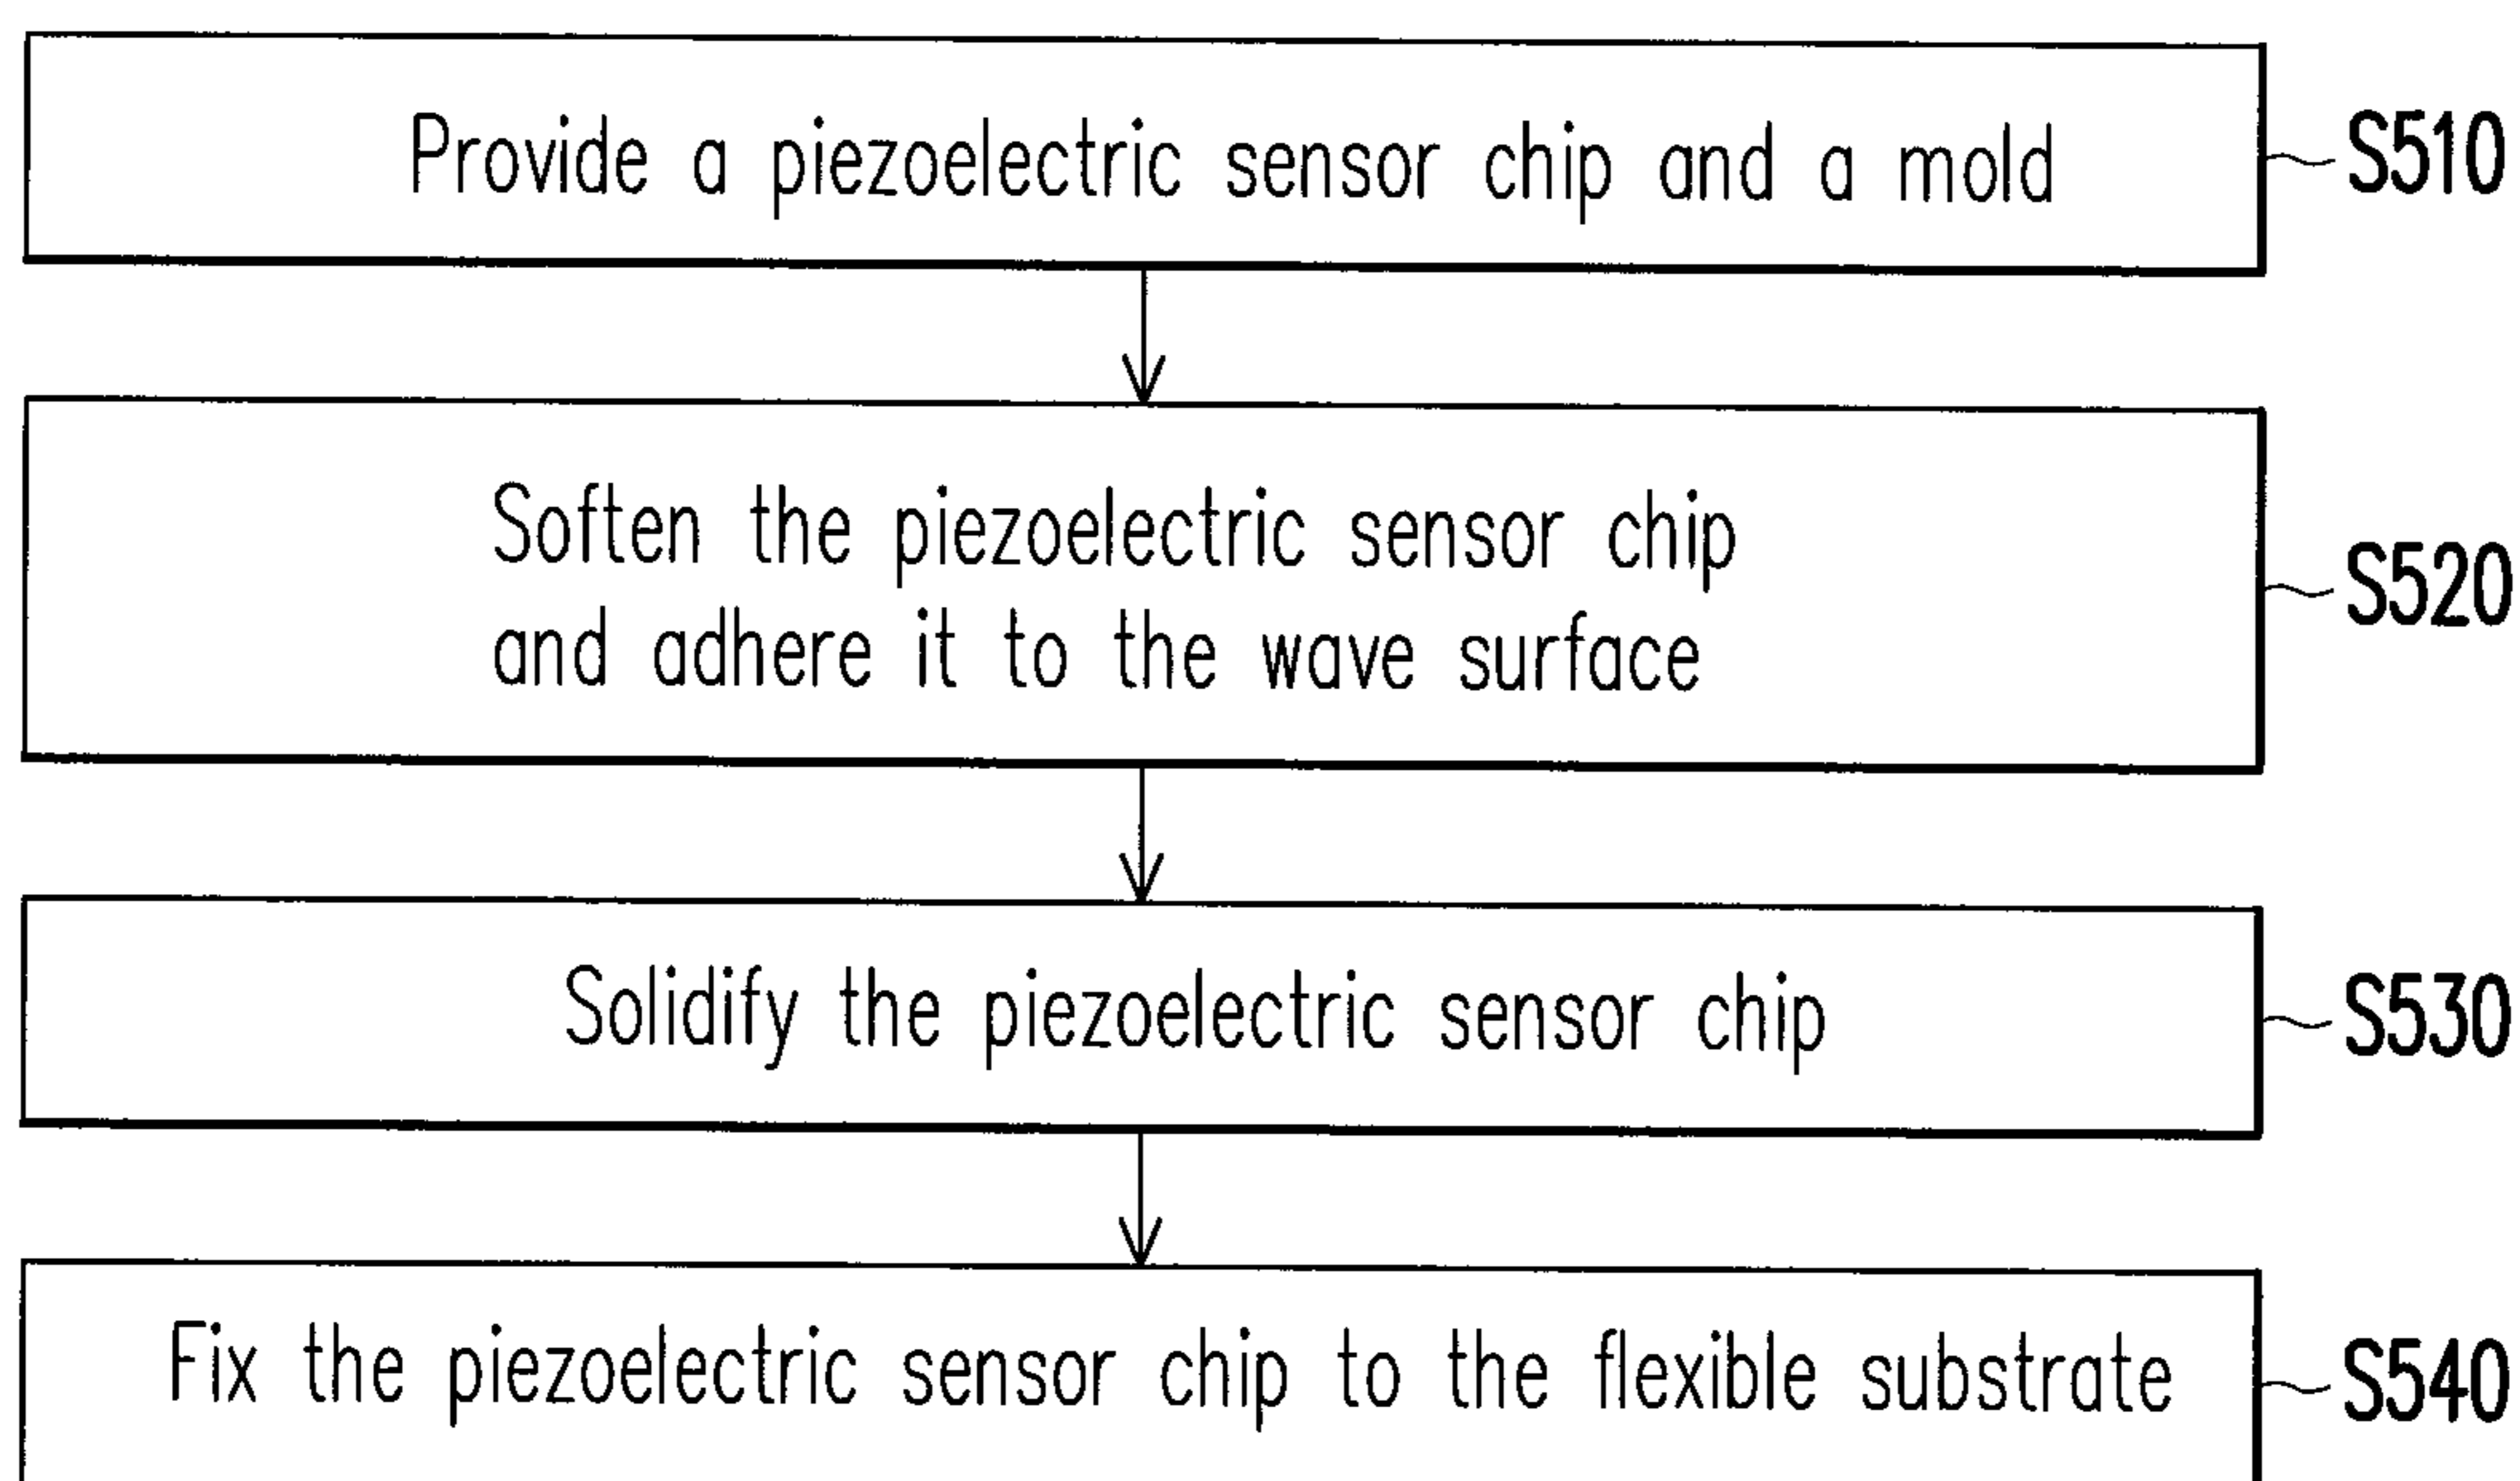 Provide a piezoelectric sensor chip and a mold
S510
Soften the piezoelectric sensor chip
and adhere it to the wave surface
S520
Solidify the piezoelectric sensor chip
S530
Fix the piezoelectric sensor chip to the flexible substrate
S540